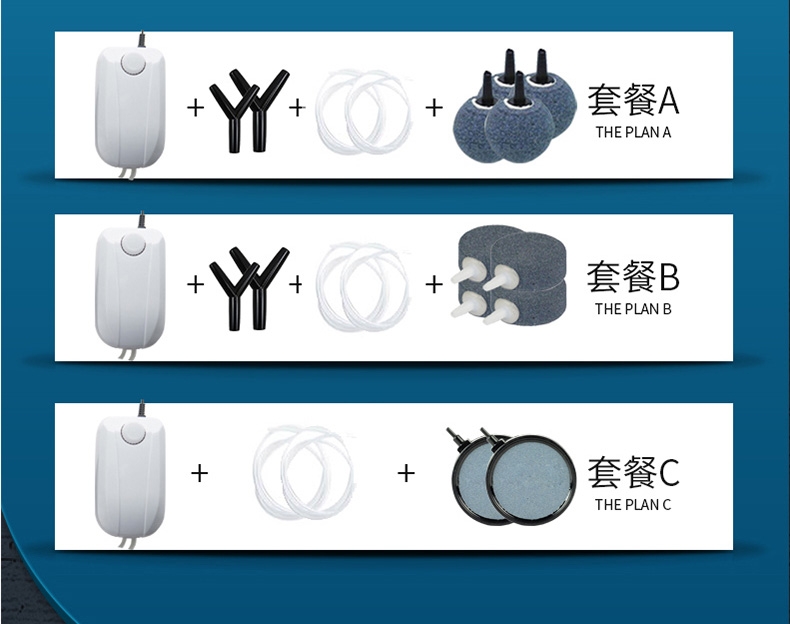 套餐A
THE PLAN A
套餐B
THE PLAN B
套餐C
THE PLAN C